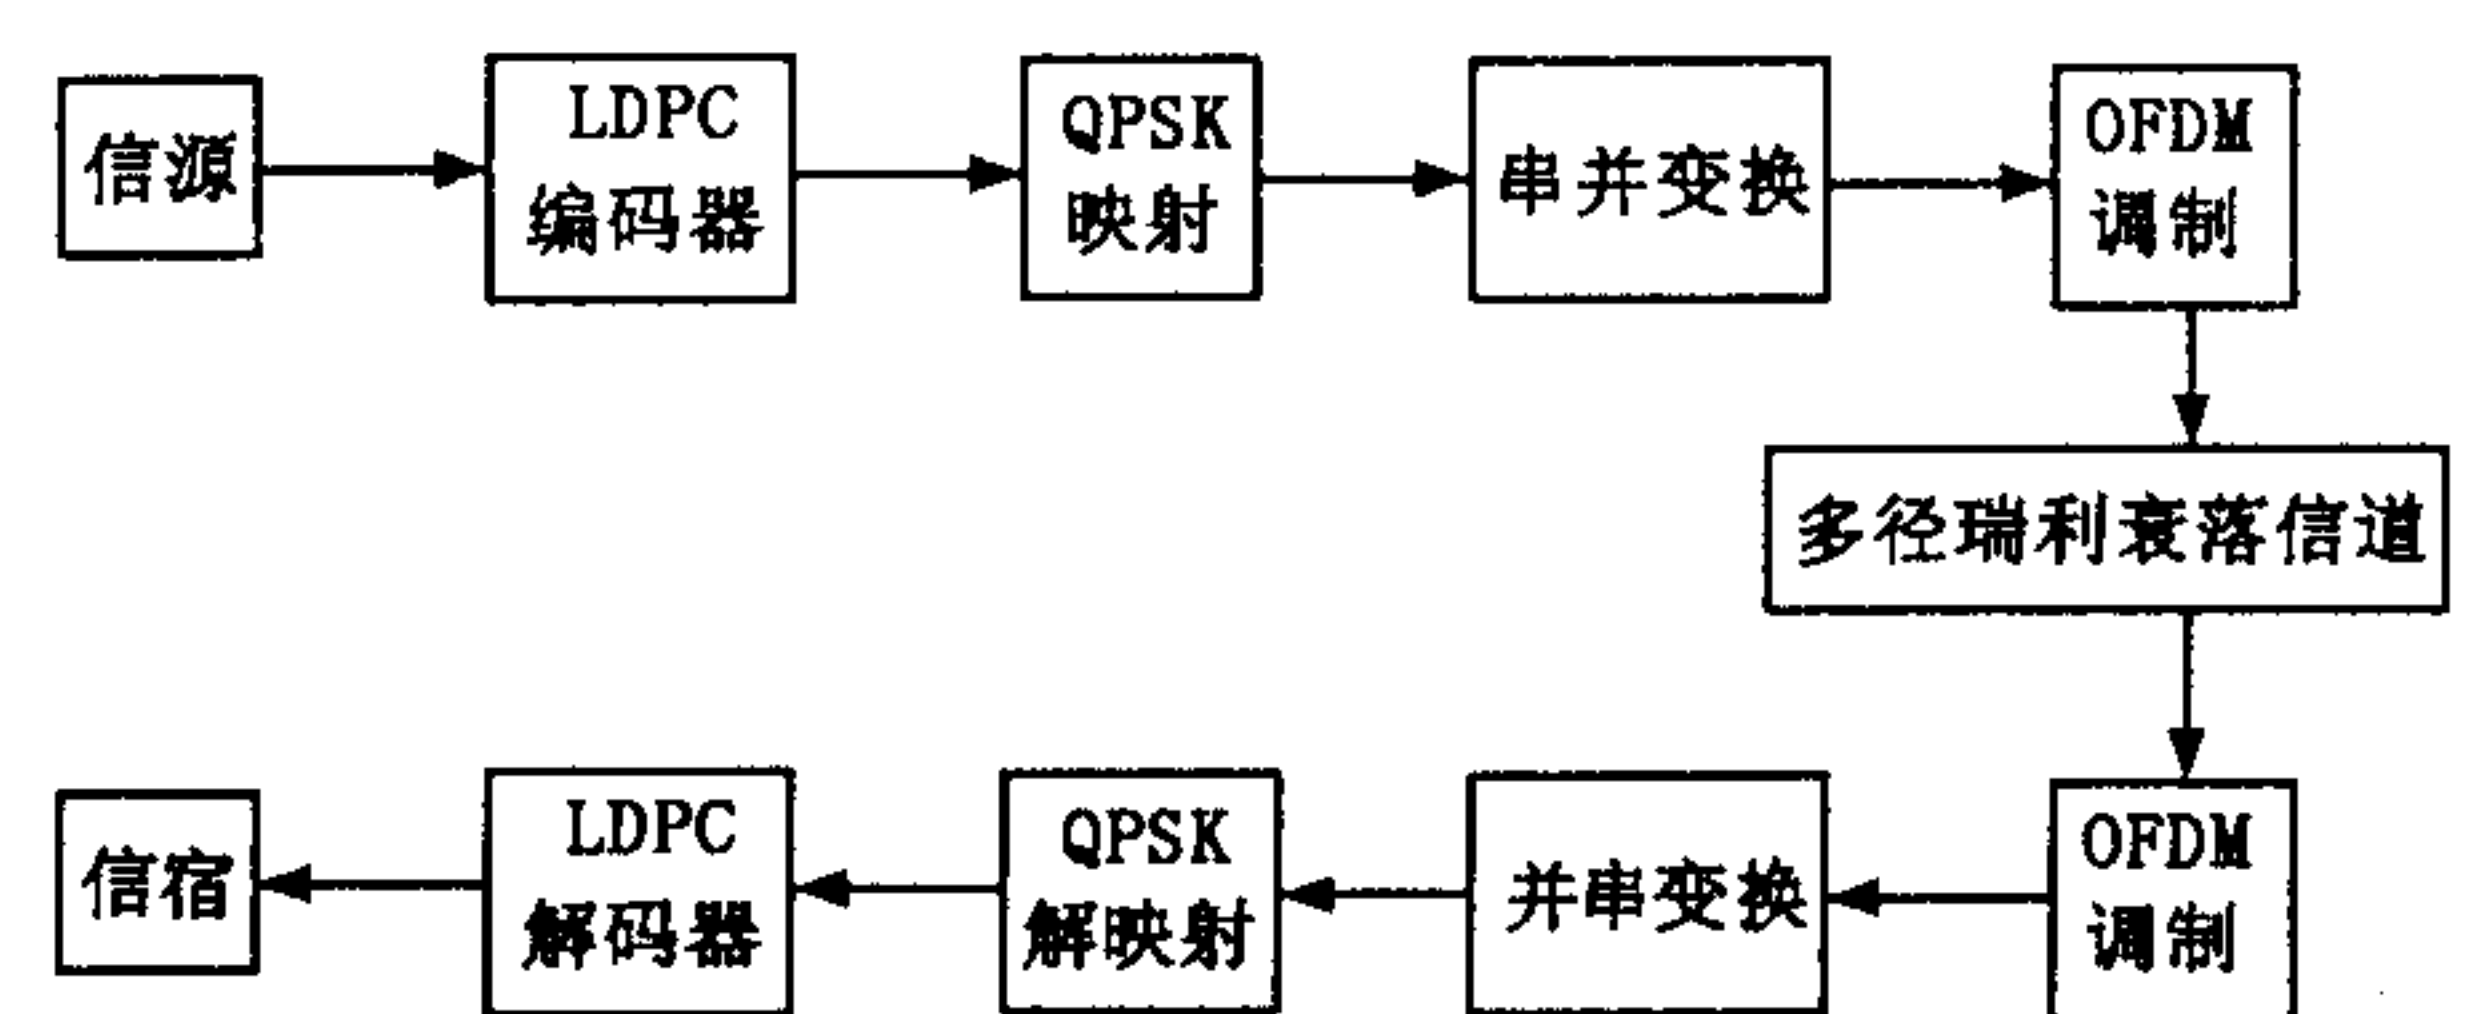 信源
LDPC
编码器
QPSK
映射
串并变换
OFDM
调制
多径瑞利衰落信道
信宿
LDPC
解码器
QPSK
解映射
并串变换
OFDM
调制